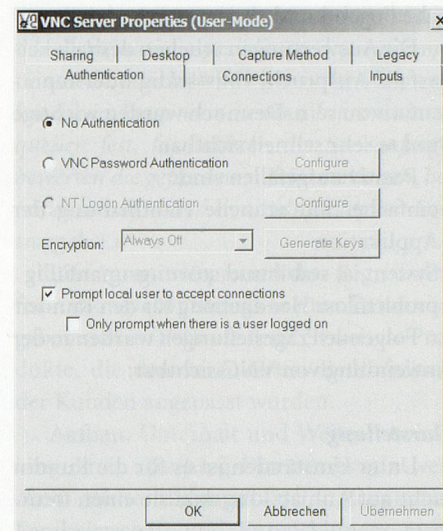 VNC Server Properties (User-Mode)
Sharing Desktop Capture Method Legacy
Authentication Connections Inputs
No Authentication
VNC Password Authentication Configure
NT Logon Authentication Configure
Encryption: Always Off Generate Keys
Prompt local user to accept connections
Only prompt when there is a user logged on
OK Abbrechen Übernehmen